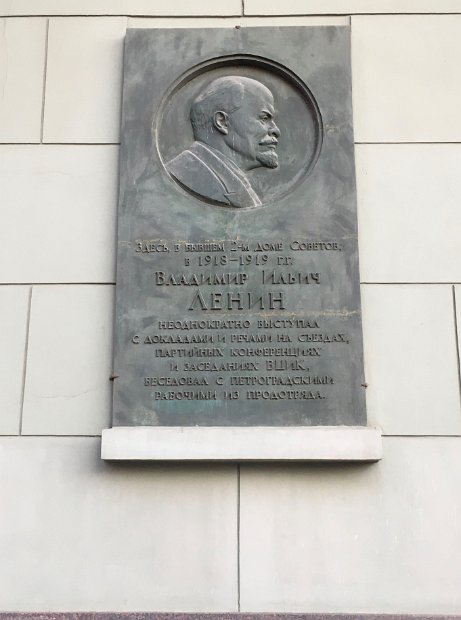 Здесь, в бывшем 2-м доме Советов,
в 1918–1919 г.г.
Владимир Ильич
ЛЕНИН
неоднократно выступал
с докладами и речами на съездах,
партийных конференциях
и заседаниях ВЦИК,
беседовал с петроградскими
рабочими из продотряда.